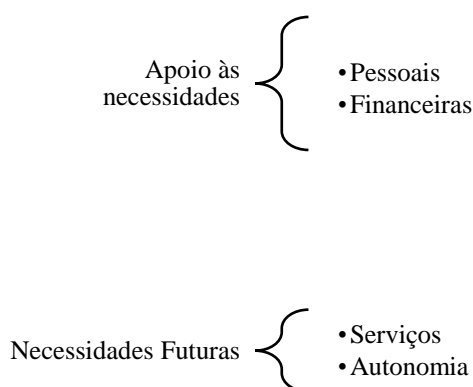 Apoio às
necessidades
•Pessoais
•Financeiras
Necessidades Futuras
•Serviços
•Autonomia